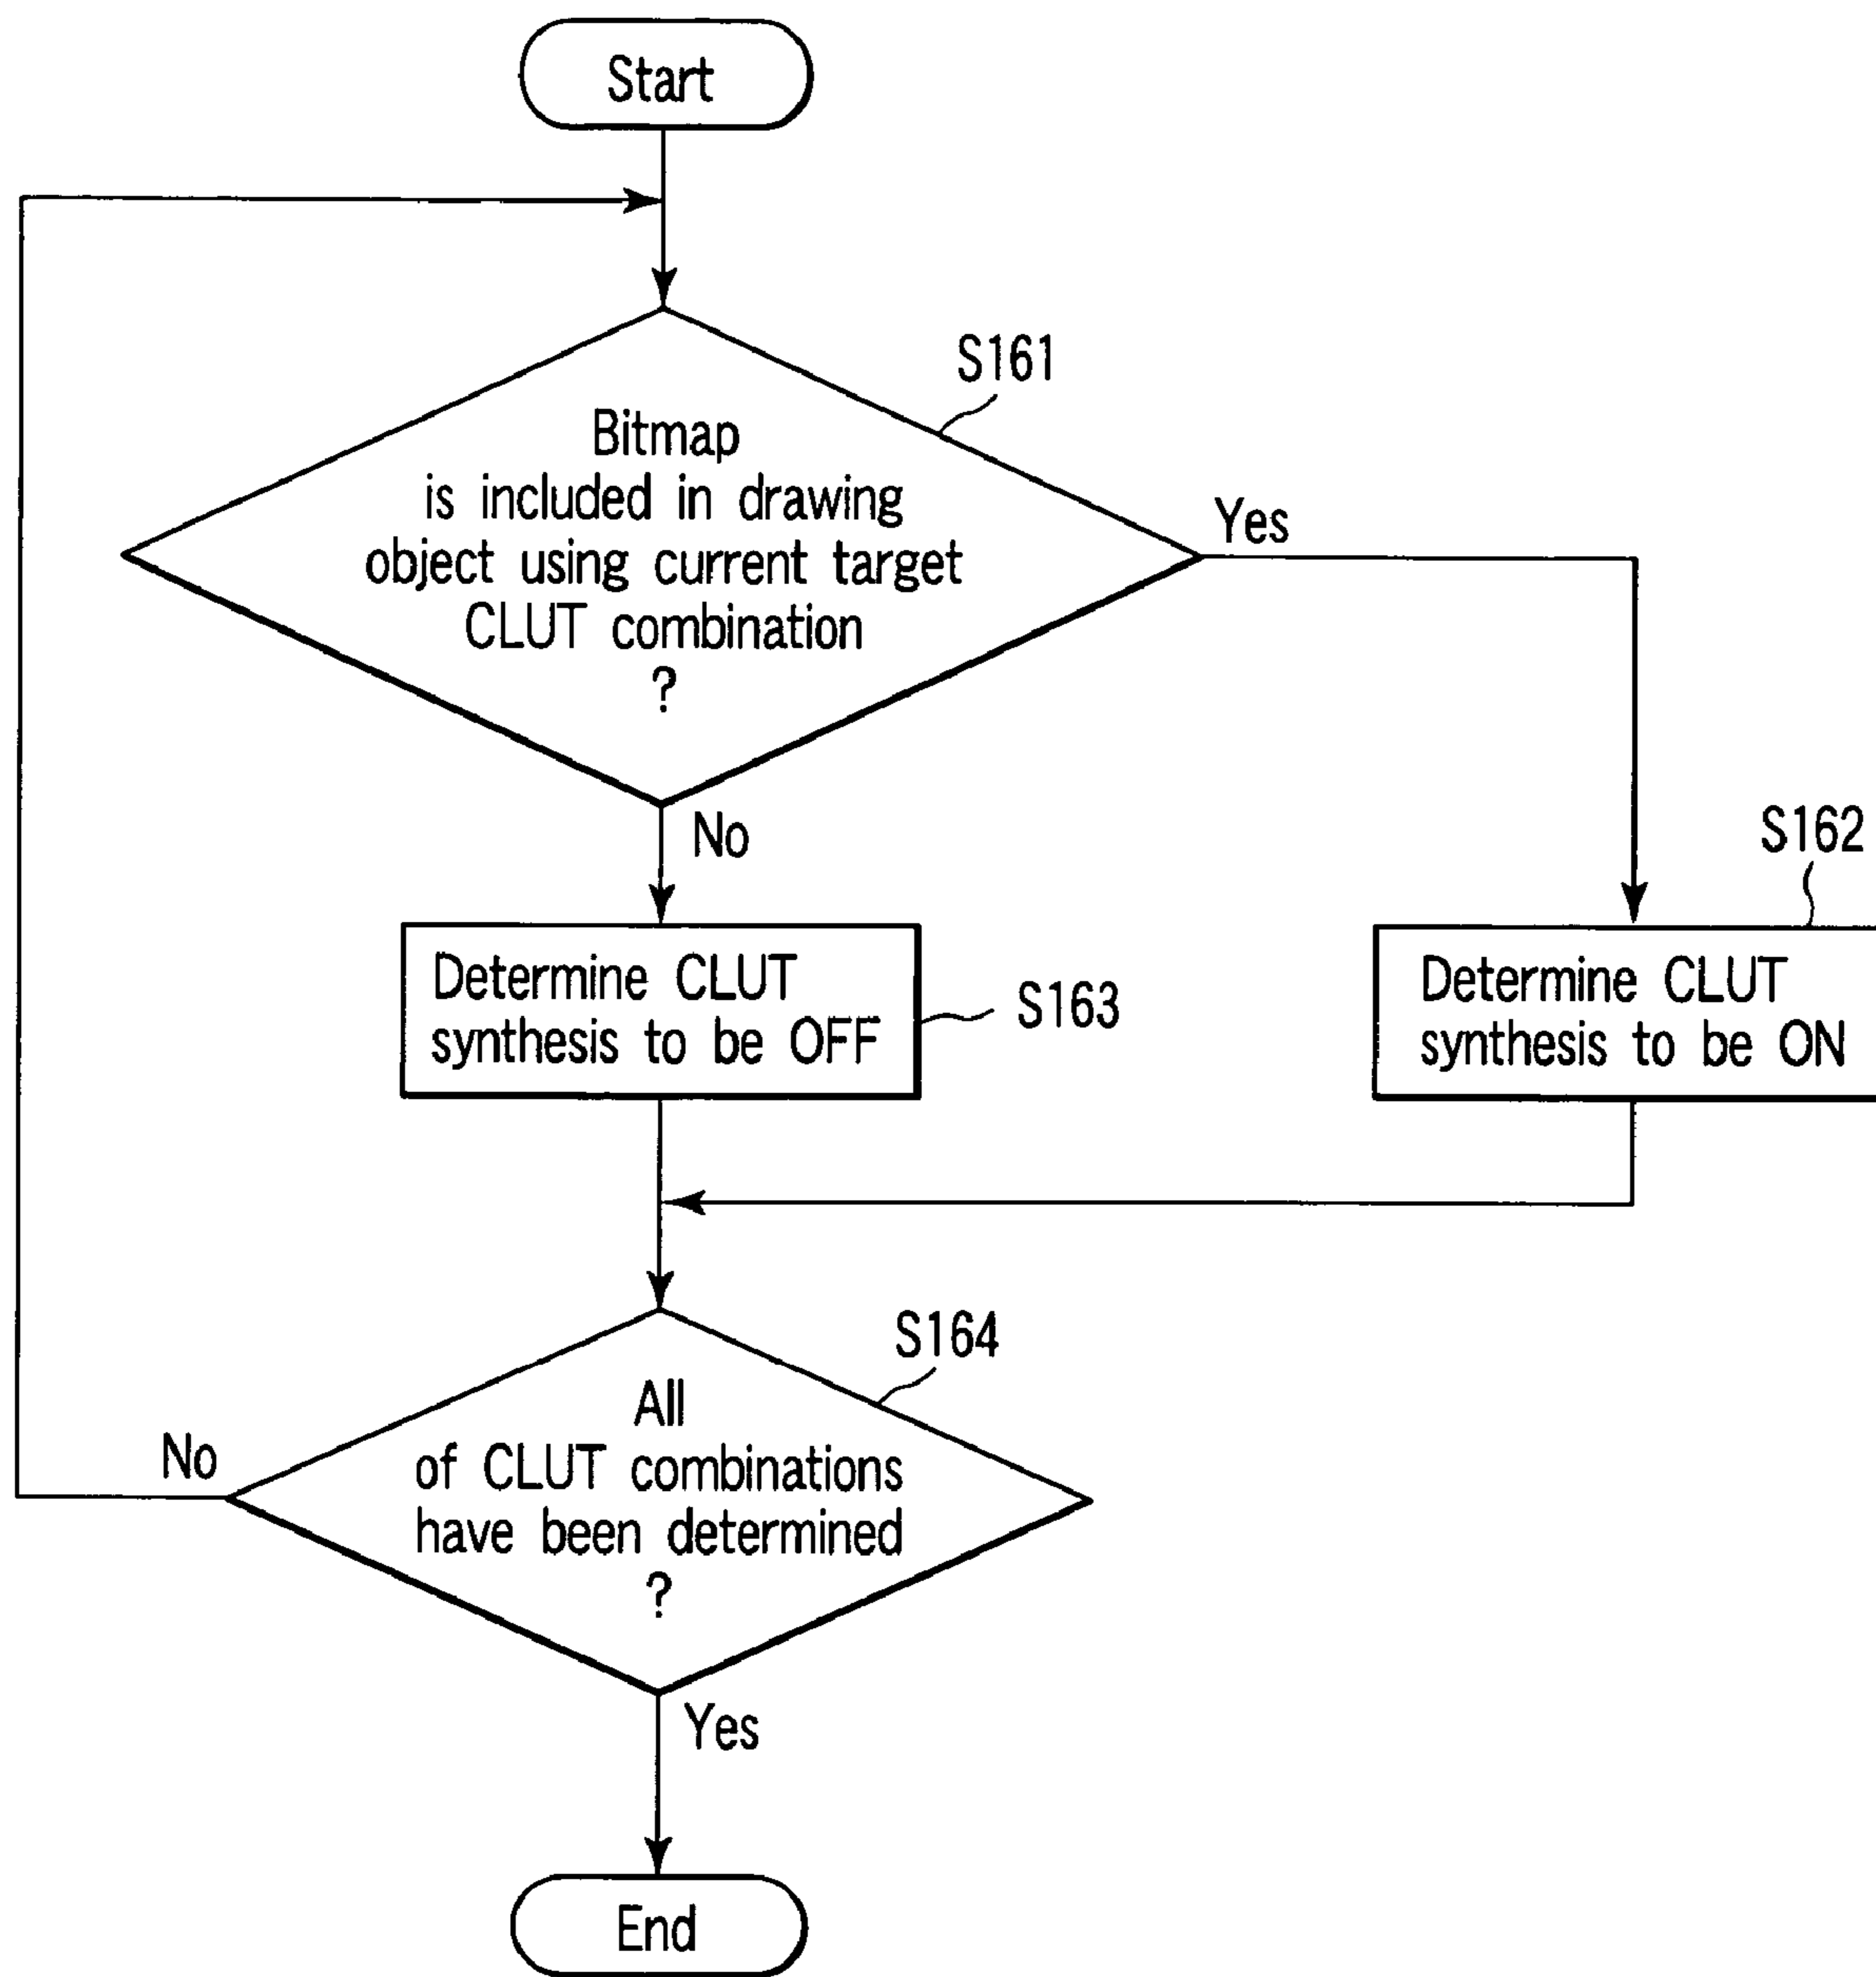 Start
S161
Bitmap
is included in drawing
object using current target
CLUT combination
?
Yes
No
S162
Determine CLUT
synthesis to be OFF
S163
Determine CLUT
synthesis to be ON
S164
All
of CLUT combinations
have been determined
?
No
Yes
End